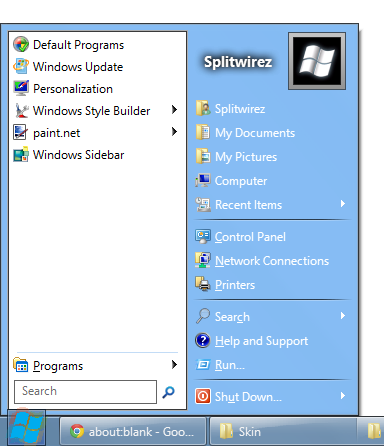 Default Programs
Windows Update
Personalization
Windows Style Builder
paint.net
Windows Sidebar
Programs
Search
Splitwirez
Splitwirez
My Documents
My Pictures
Computer
Recent Items
Control Panel
Network Connections
Printers
Search
Help and Support
Run...
Shut Down...
about:blank - Goo...
Skin